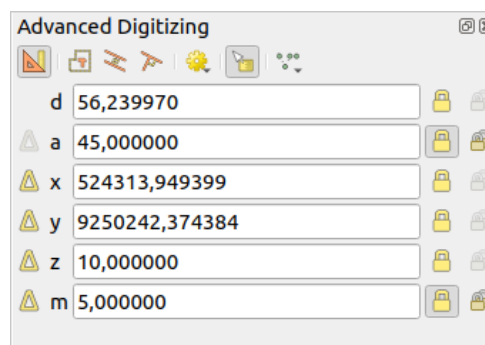 Advanced Digitizing
d 56,239970
a 45,000000
x 524313,949399
y 9250242,374384
z 10,000000
m 5,000000